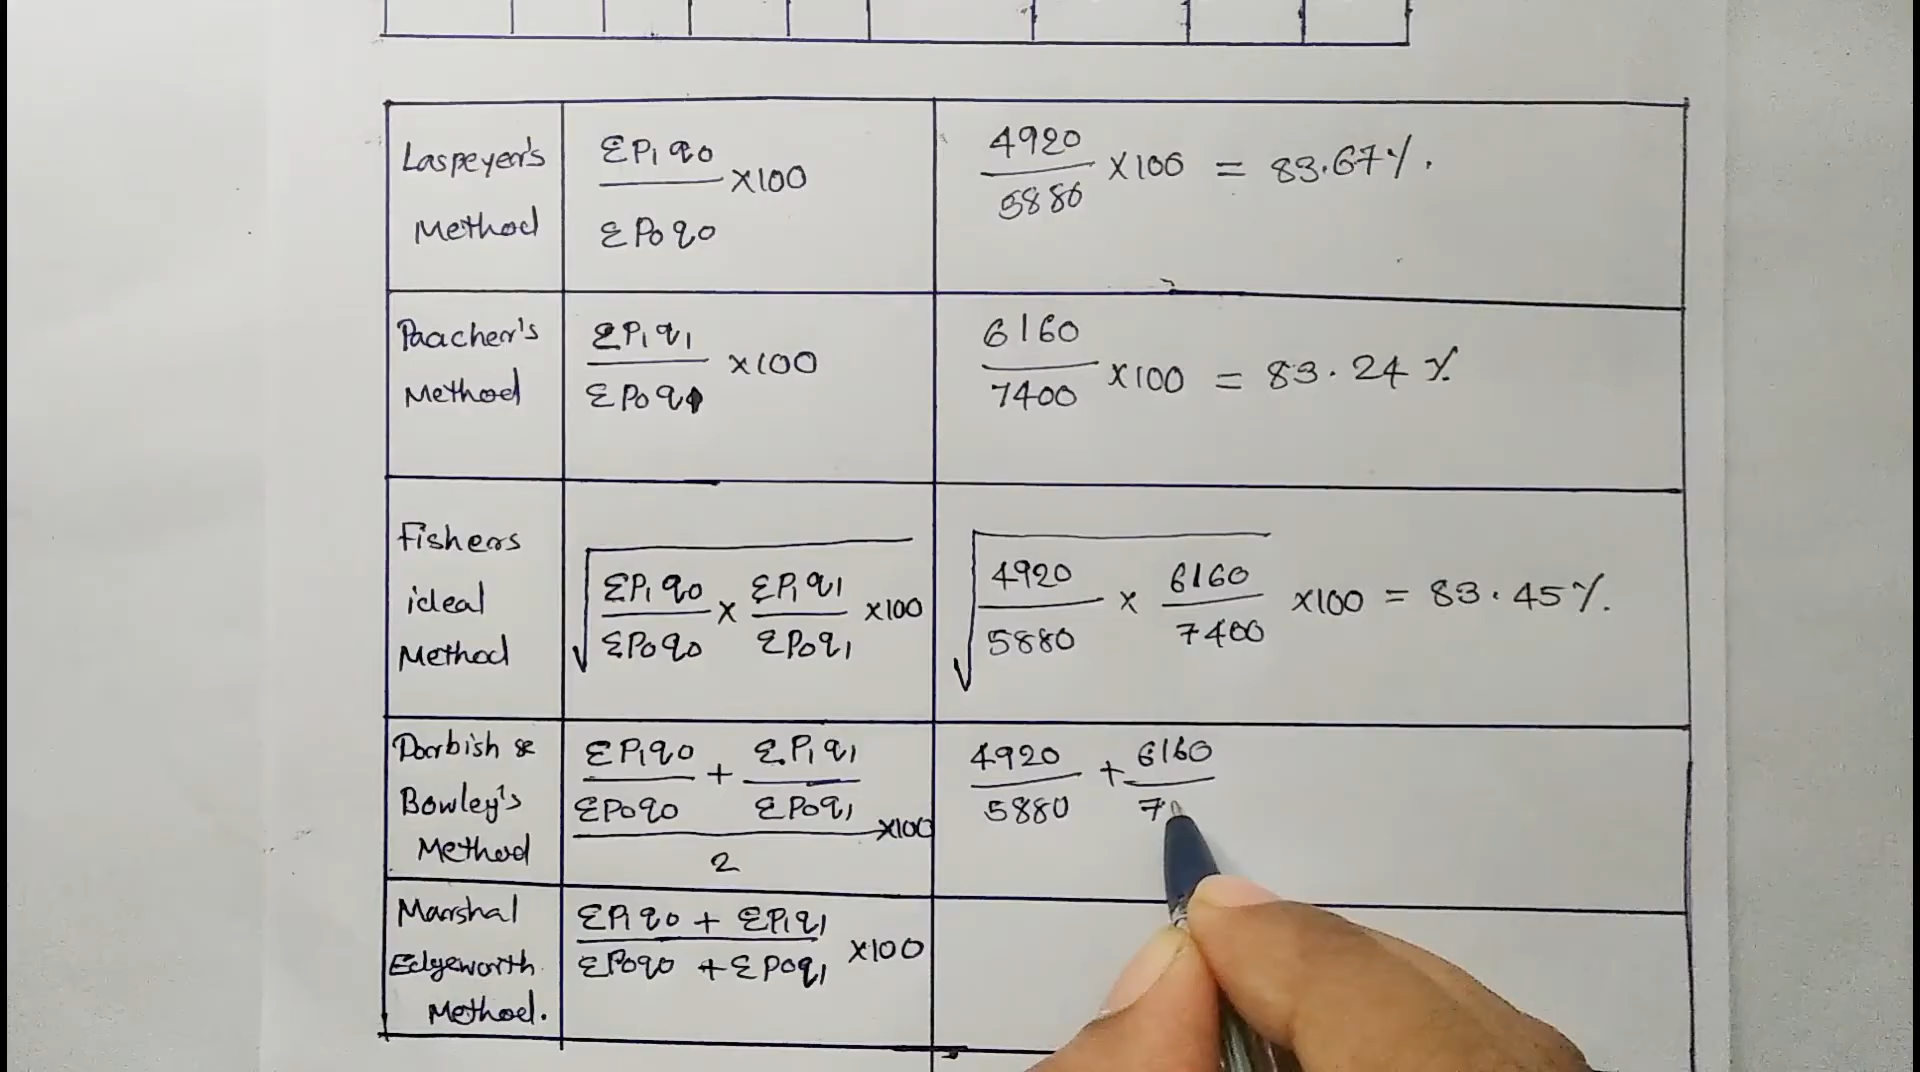 Laspeyer's
Method
ΣP₁q₀
ΣP₀q₀
×100
4920
5880
×100 = 83.67%.
Paacher's
Method
ΣP₁q₁
ΣP₀q₁
×100
6160
7400
×100 = 83.24%
Fishers
ideal
Method
√ ΣP₁q₀ × ΣP₁q₁ ×100
ΣP₀q₀ ΣP₀q₁
√ 4920 × 6160 ×100 = 83.45%.
5880 7400
Dorbish &
Bowley's
Method
ΣP₁q₀ + Σ.P₁q₁
ΣP₀q₀ ΣP₀q₁
×100
2
4920 + 6160
5880 7
Marshal
Edgeworth
Method.
ΣP₁q₀ + ΣP₁q₁
ΣP₀q₀ + ΣP₀q₁
×100